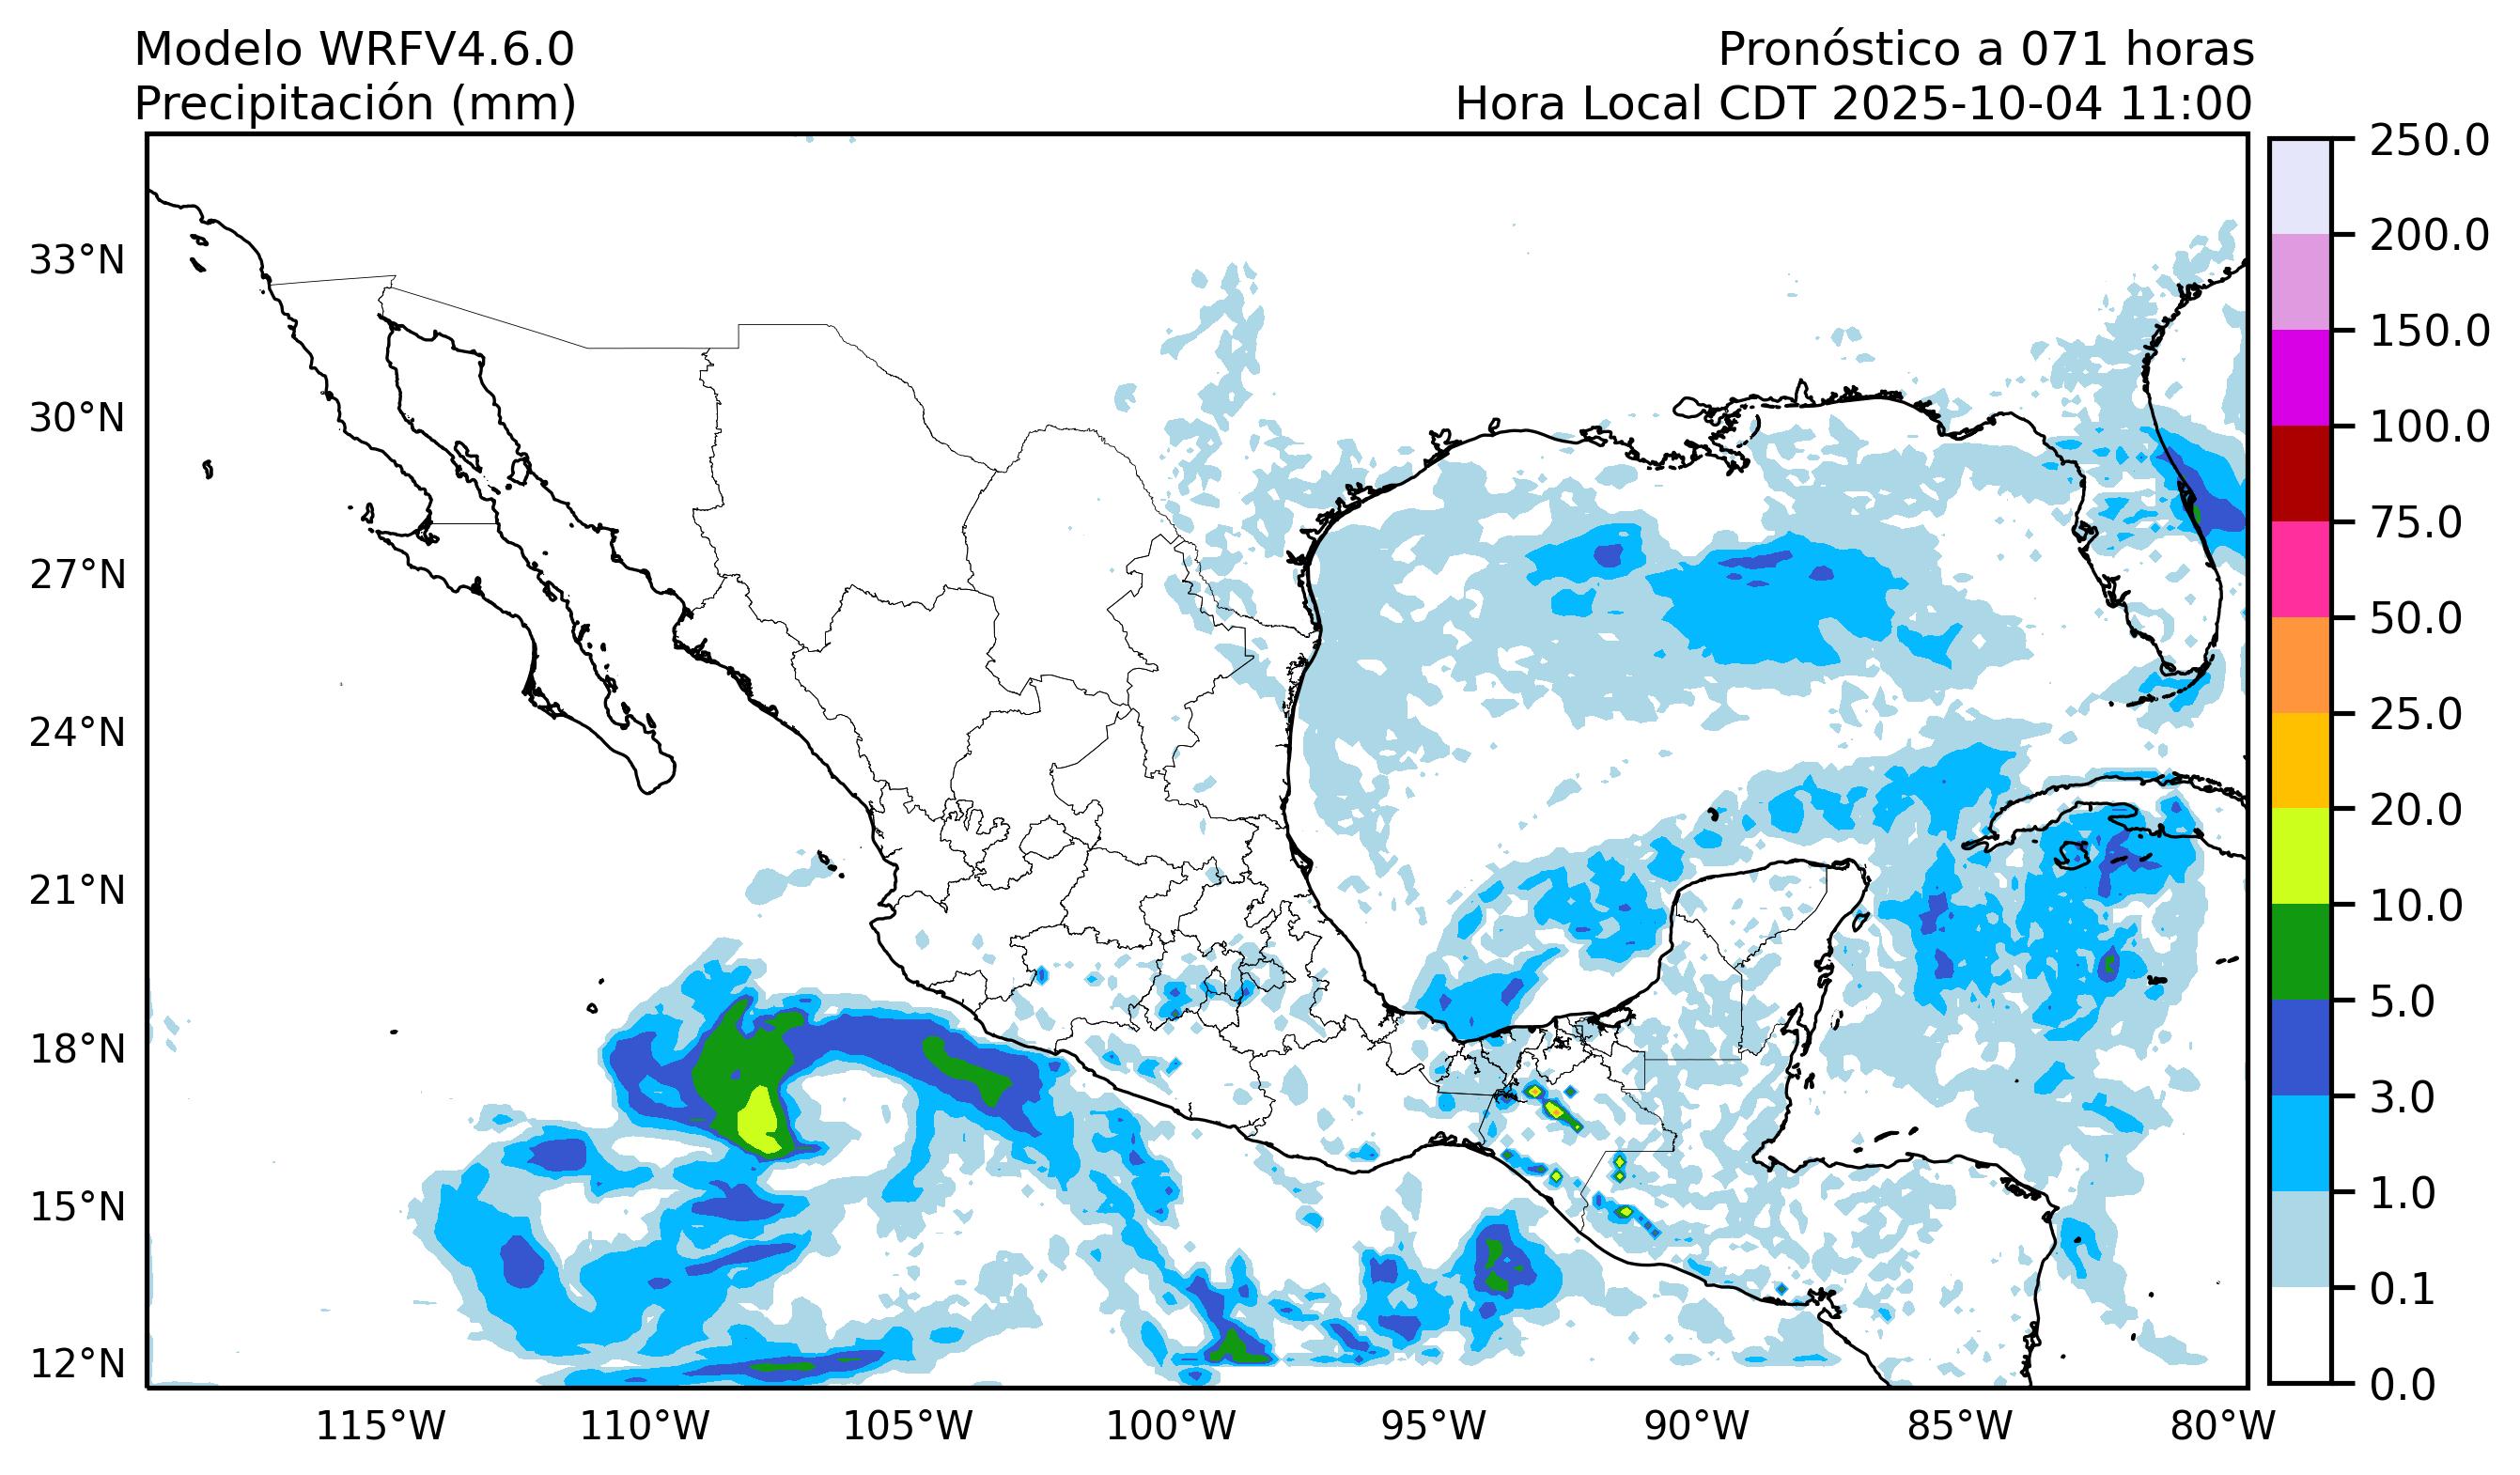 Modelo WRFV4.6.0
Precipitación (mm)
Pronóstico a 071 horas
Hora Local CDT 2025-10-04 11:00
33°N
30°N
27°N
24°N
21°N
18°N
15°N
12°N
115°W
110°W
105°W
100°W
95°W
90°W
85°W
80°W
250.0
200.0
150.0
100.0
75.0
50.0
25.0
20.0
10.0
5.0
3.0
1.0
0.1
0.0